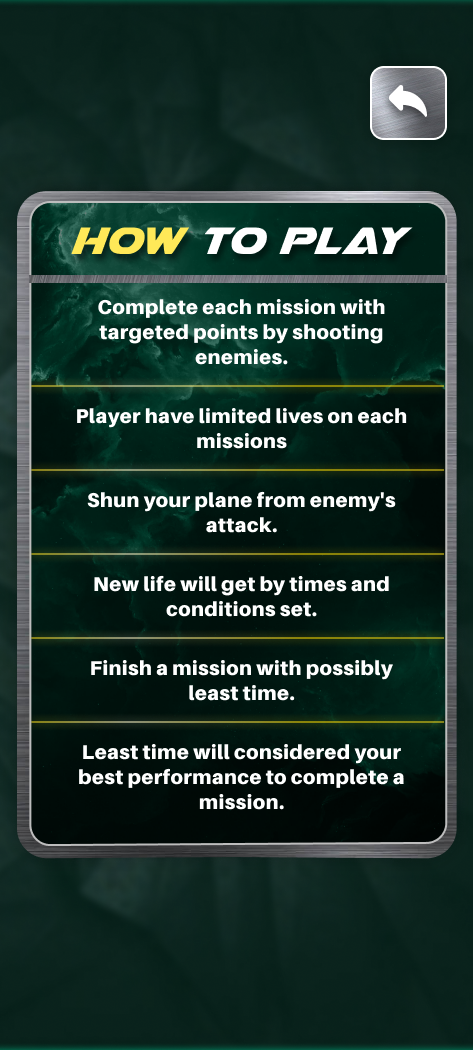 HOW TO PLAY
Complete each mission with
targeted points by shooting
enemies.
Player have limited lives on each
missions
Shun your plane from enemy's
attack.
New life will get by times and
conditions set.
Finish a mission with possibly
least time.
Least time will considered your
best performance to complete a
mission.